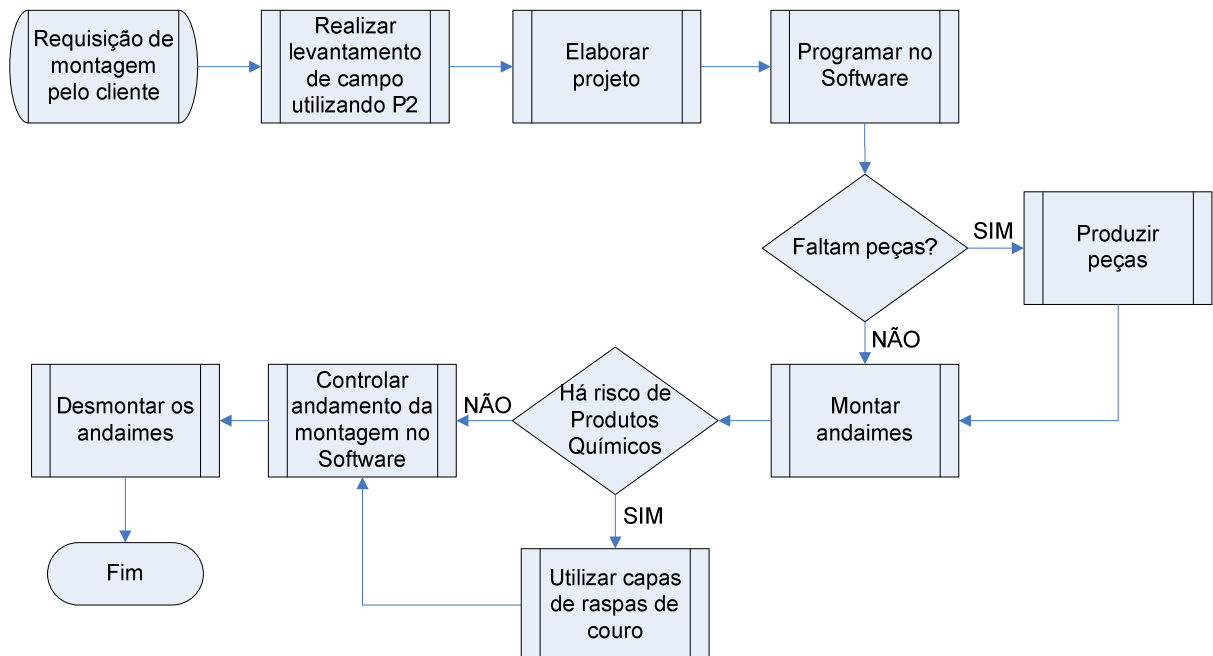 Requisição de
montagem
pelo cliente
Realizar
levantamento
de campo
utilizando P2
Elaborar
projeto
Programar no
Software
Faltam peças?
SIM
Produzir
peças
NÃO
Montar
andaimes
Há risco de
Produtos
Químicos
NÃO
Controlar
andamento da
montagem no
Software
Desmontar os
andaimes
SIM
Utilizar capas
de raspas de
couro
Fim